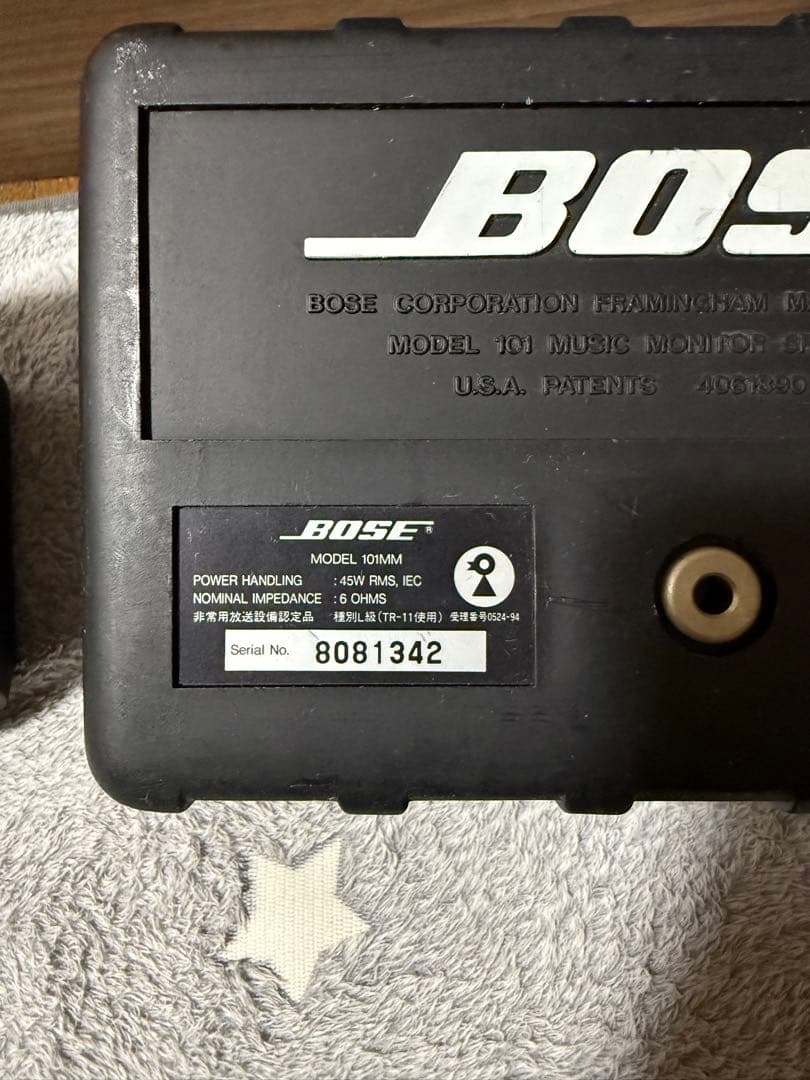 BOS
BOSE CORPORATION FRAMINGHAM M
MODEL 101 MUSIC MONITOR S
U.S.A. PATENTS 4061890
BOSE®
MODEL 101MM
POWER HANDLING : 45W RMS, IEC
NOMINAL IMPEDANCE : 6 OHMS
非常用放送設備認定品 種別L級(TR-11使用) 受理番号0524-94
Serial No. 8081342